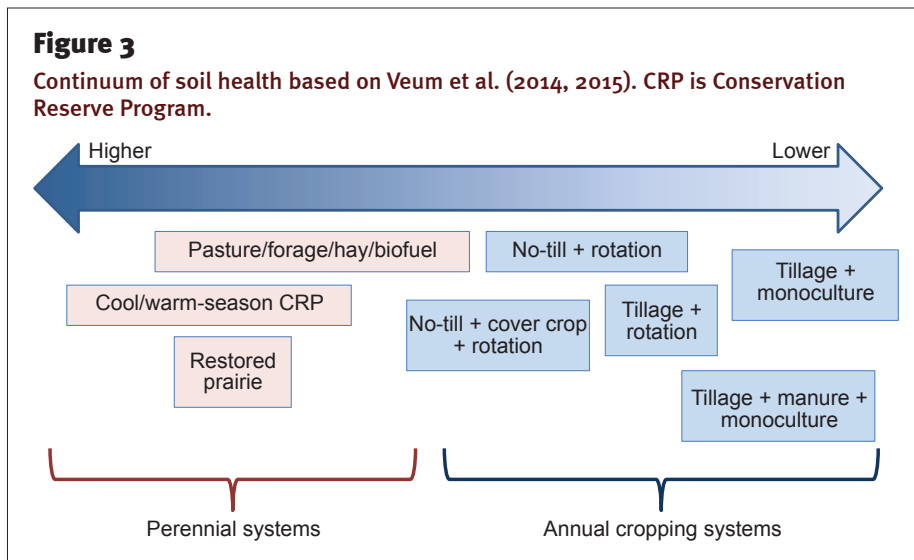 Figure 3
Continuum of soil health based on Veum et al. (2014, 2015). CRP is Conservation
Reserve Program.
Higher
Lower
Pasture/forage/hay/biofuel
No-till + rotation
Tillage +
monoculture
Cool/warm-season CRP
No-till + cover crop
+ rotation
Tillage +
rotation
Restored
prairie
Tillage + manure +
monoculture
Perennial systems
Annual cropping systems